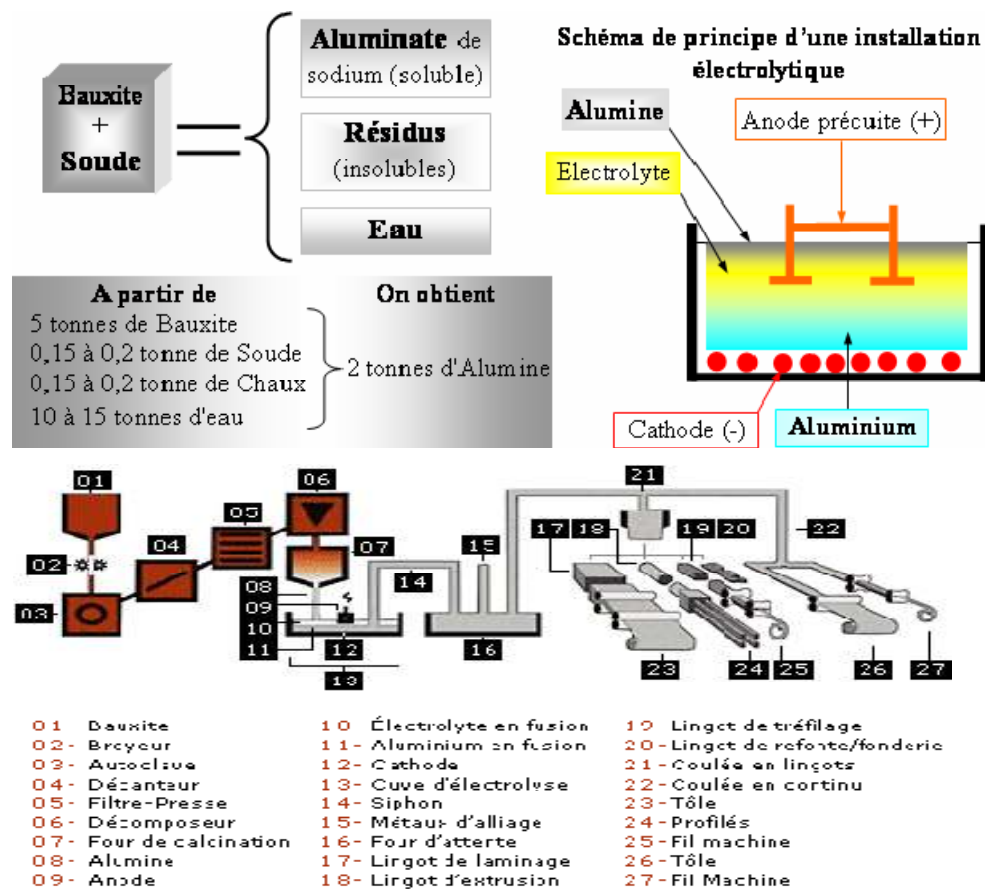 Bauxite
+
Soude
Aluminate de
sodium (soluble)
Résidus
(insolubles)
Eau
Schéma de principe d'une installation
électrolytique
Alumine
Anode précuite (+)
Electrolyte
Cathode (-)
Aluminium
A partir de
On obtient
5 tonnes de Bauxite
0,15 à 0,2 tonne de Soude
0,15 à 0,2 tonne de Chaux
10 à 15 tonnes d'eau
2 tonnes d'Alumine
01
02
03
04
05
06
07
08
09
10
11
12
13
14
15
16
17
18
19
20
21
22
23
24
25
26
27
01 Bauxite
02- Broyeur
03- Autoclave
04- Décanteur
05- Filtre-Presse
06- Décomposeur
07- Four de calcination
08- Alumine
09- Anode
10 Électrolyte en fusion
11- Aluminium en fusion
12- Cathode
13- Cuve d'électrolyse
14- Siphon
15- Métaux d'alliage
16- Four d'attente
17- Lingot de laminage
18- Lingot d'extrusion
19 Lingot de tréfilage
20-Lingot de refonte/fonderie
21-Coulée en lingots
22-Coulée en continu
23-Tôle
24-Profilés
25-Fil machine
26-Tôle
27-Fil Machine